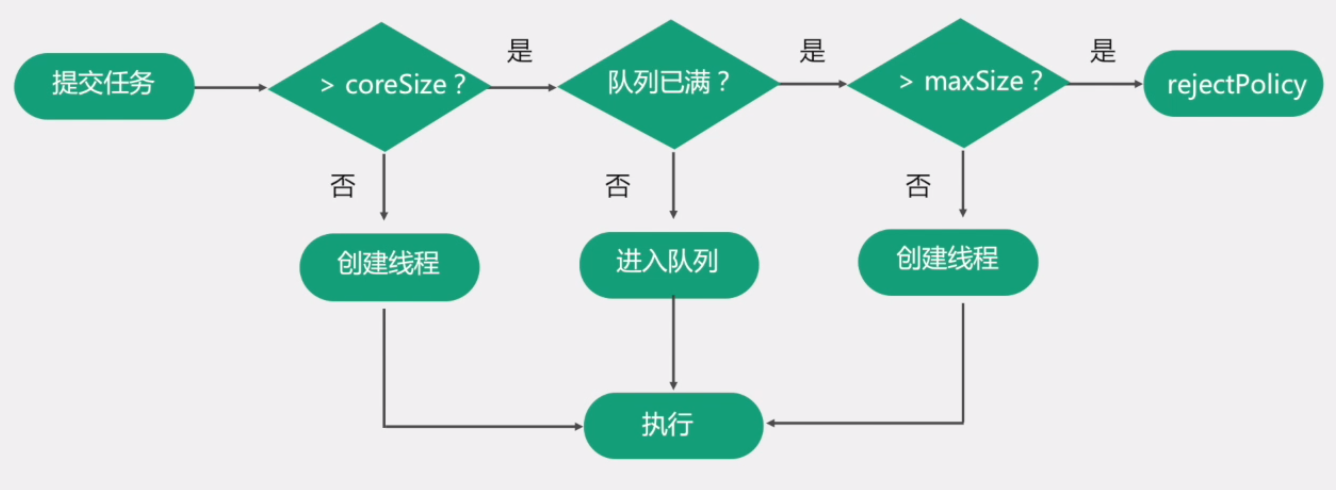 提交任务
> coreSize？
是
队列已满？
是
> maxSize？
是
rejectPolicy
否
否
否
创建线程
进入队列
创建线程
执行